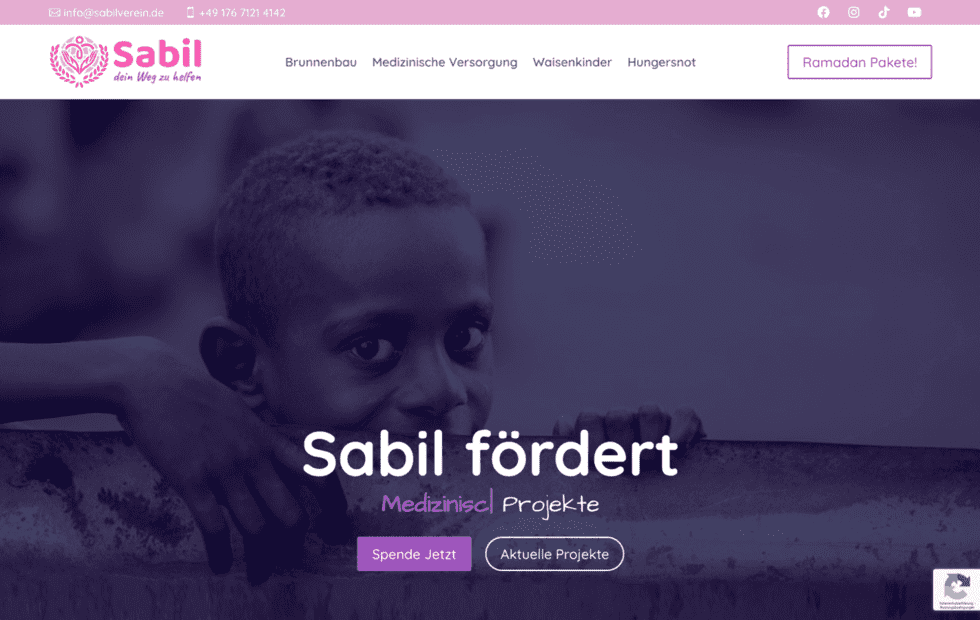 info@sabilverein.de +49 176 7121 4142
Sabil
dein Weg zu helfen
Brunnenbau Medizinische Versorgung Waisenkinder Hungersnot
Ramadan Pakete!
Sabil fördert
Medizinisc| Projekte
Spende Jetzt Aktuelle Projekte